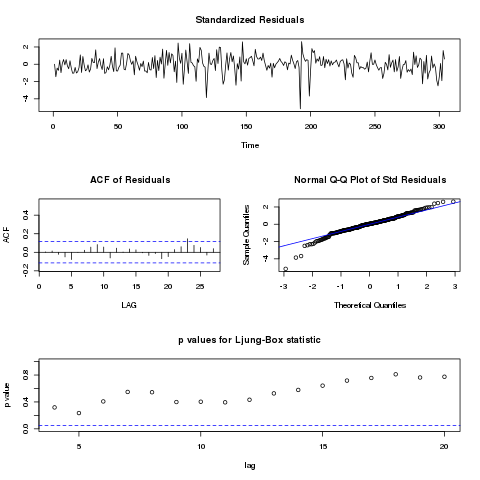 Standardized Residuals
2
0
-2
-4
0 50 100 150 200 250 300
Time
ACF of Residuals
ACF
0.4
0.2
0.0
-0.2
0 5 10 15 20 25
LAG
Normal Q-Q Plot of Std Residuals
Sample Quantiles
2
0
-2
-4
-3 -2 -1 0 1 2 3
Theoretical Quantiles
p values for Ljung-Box statistic
p value
0.8
0.4
0.0
5 10 15 20
lag